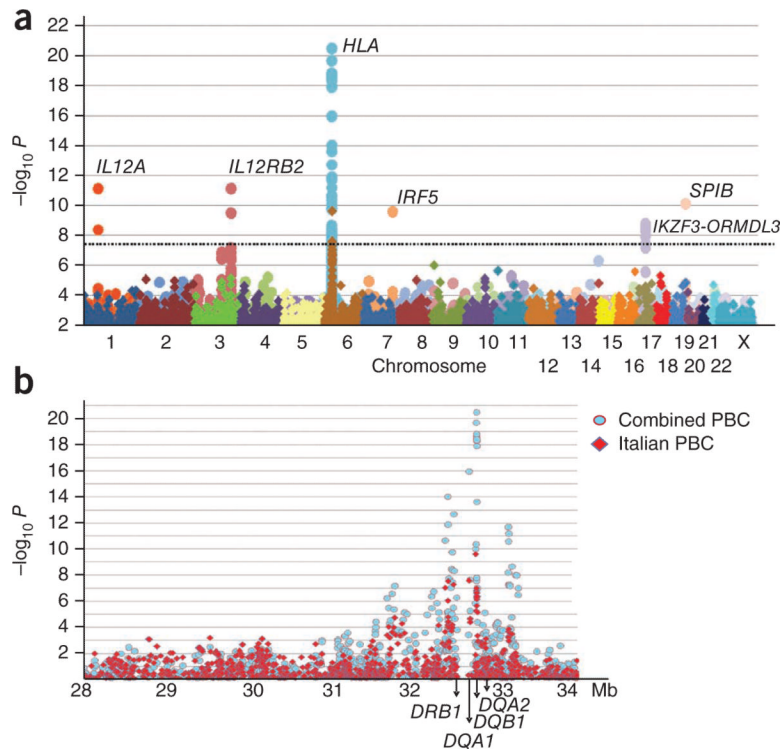 a
22
20
18
16
14
12
10
8
6
4
2
−log10 P
HLA
IL12A
IL12RB2
IRF5
SPIB
IKZF3-ORMDL3
1 2 3 4 5 6 7 8 9 10 11 12 13 14 15 16 17 18 19 20 21 22 X
Chromosome
b
20
18
16
14
12
10
8
6
4
2
−log10 P
Combined PBC
Italian PBC
28 29 30 31 32 33 34 Mb
DRB1
DQA2
DQB1
DQA1